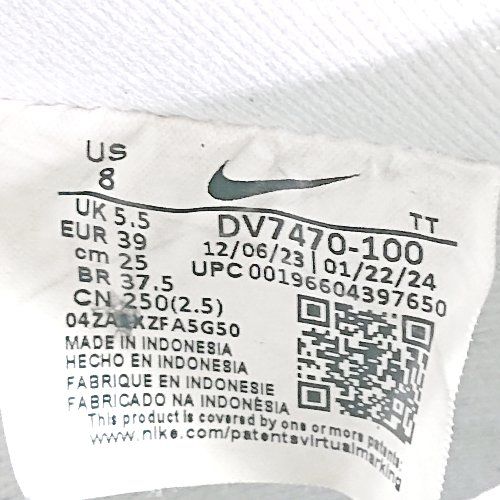 US
8
TT
UK 5.5
EUR 39
cm 25
BR 37.5
CN 250(2.5)
DV7470-100
12/06/23 | 01/22/24
UPC 00196604397650
MADE IN INDONESIA
HECHO EN INDONESIA
FABRIQUE EN INDONESIE
FABRICADO NA INDONÉSIA
This product is covered by one or more patents:
www.nike.com/patentsvirtualmarking